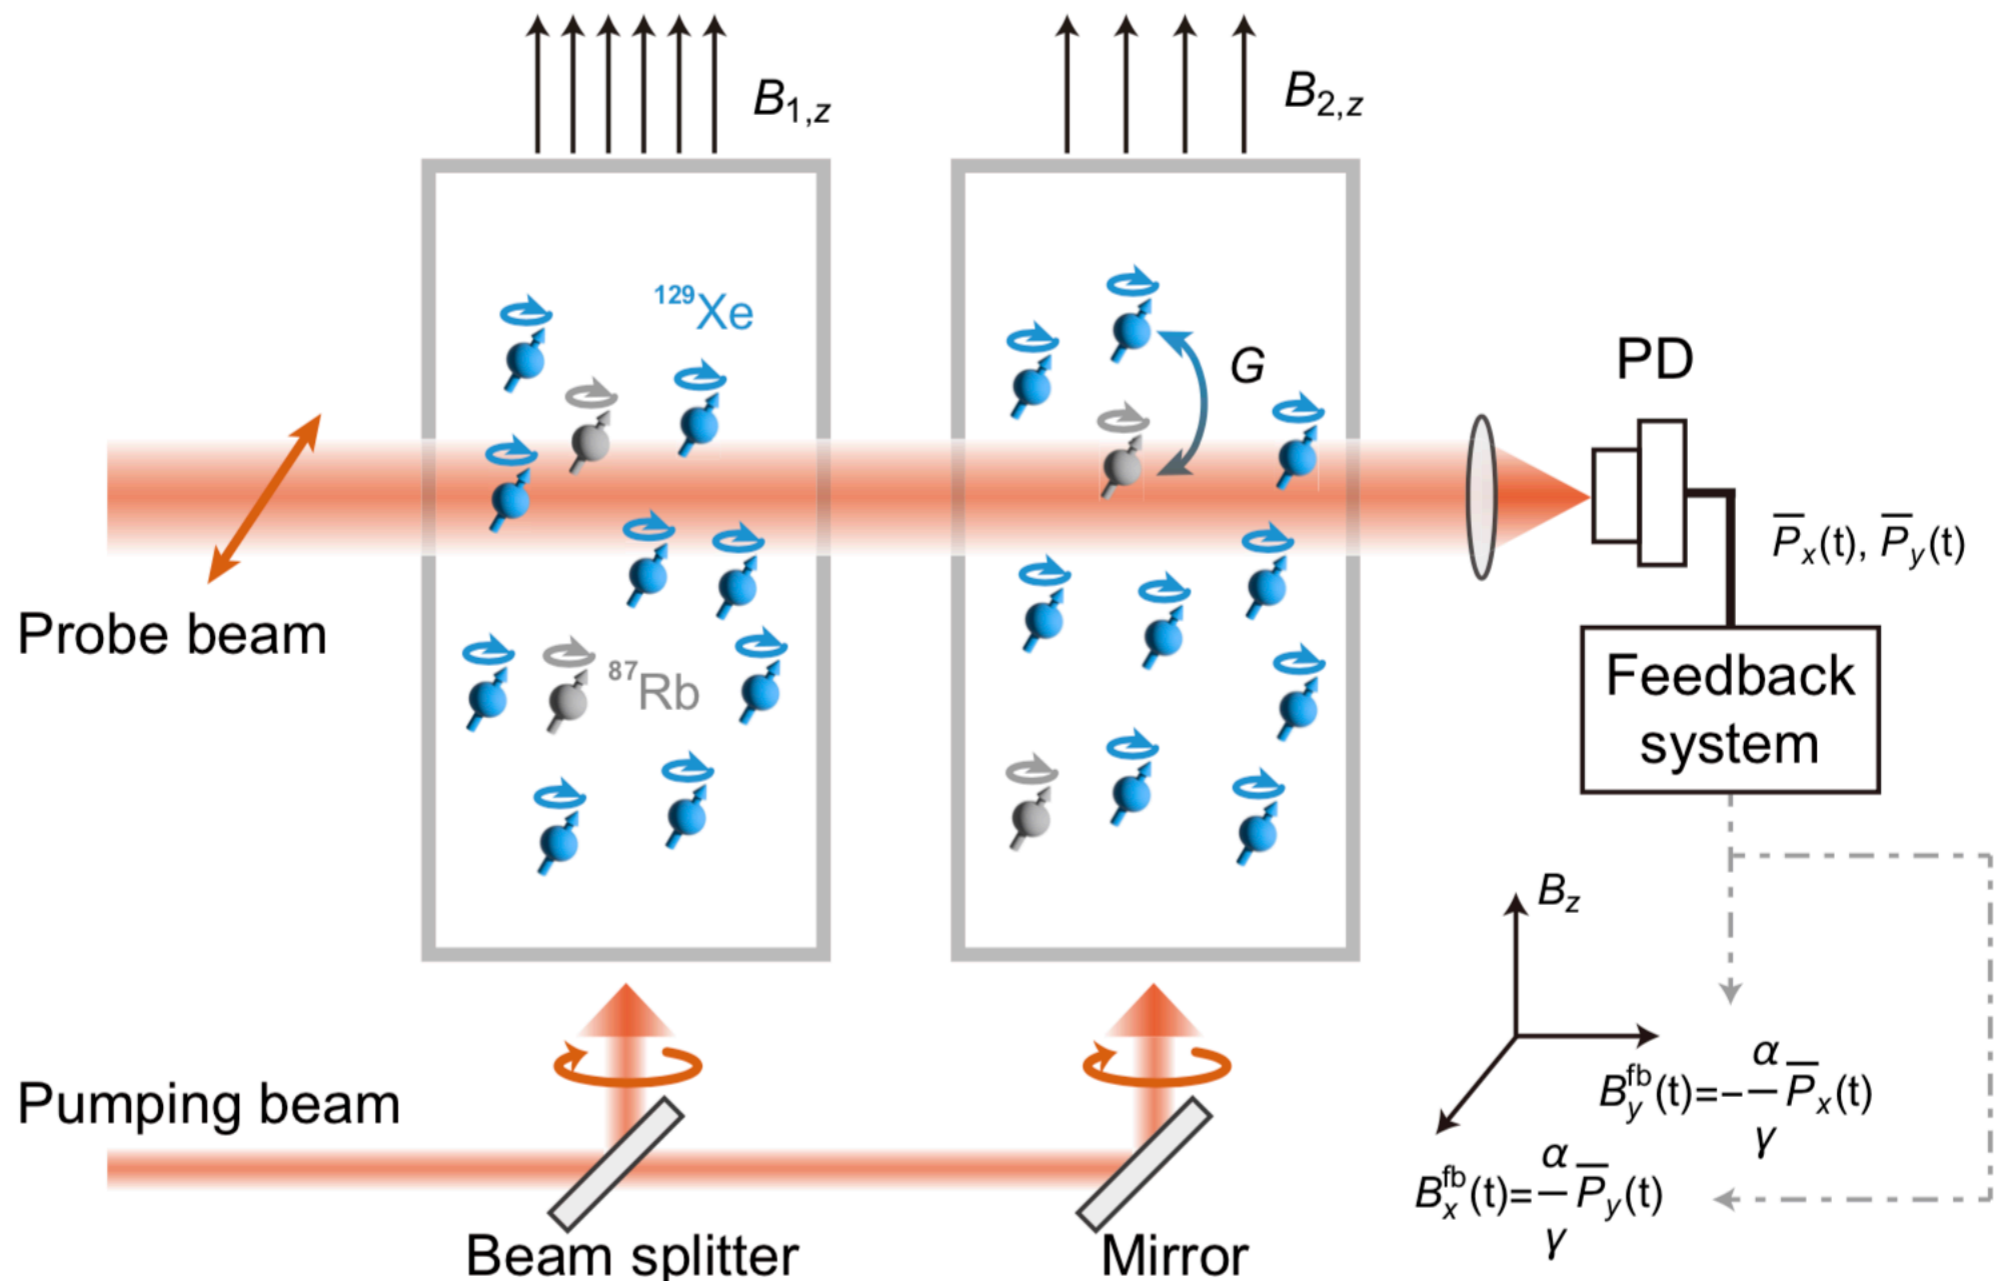 B1,z
B2,z
129Xe
G
PD
P̅x(t), P̅y(t)
Probe beam
87Rb
Feedback
system
Bz
Pumping beam
Byfb(t)=−α/γ P̅x(t)
Bxfb(t)=α/γ P̅y(t)
Beam splitter
Mirror